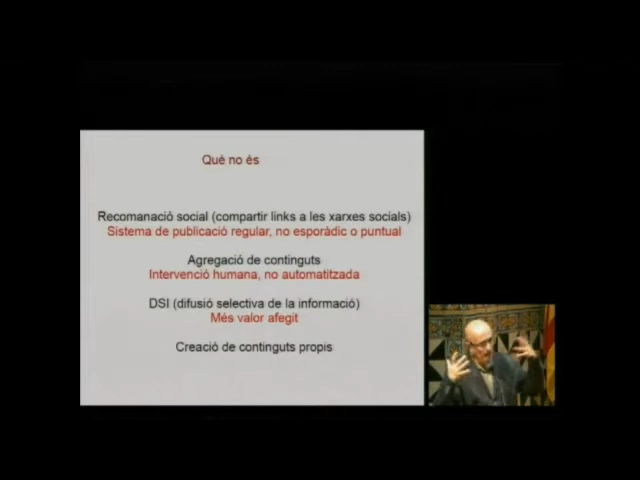 Què no és
Recomanació social (compartir links a les xarxes socials)
Sistema de publicació regular, no esporàdic o puntual
Agregació de continguts
Intervenció humana, no automatitzada
DSI (difusió selectiva de la informació)
Més valor afegit
Creació de continguts propis